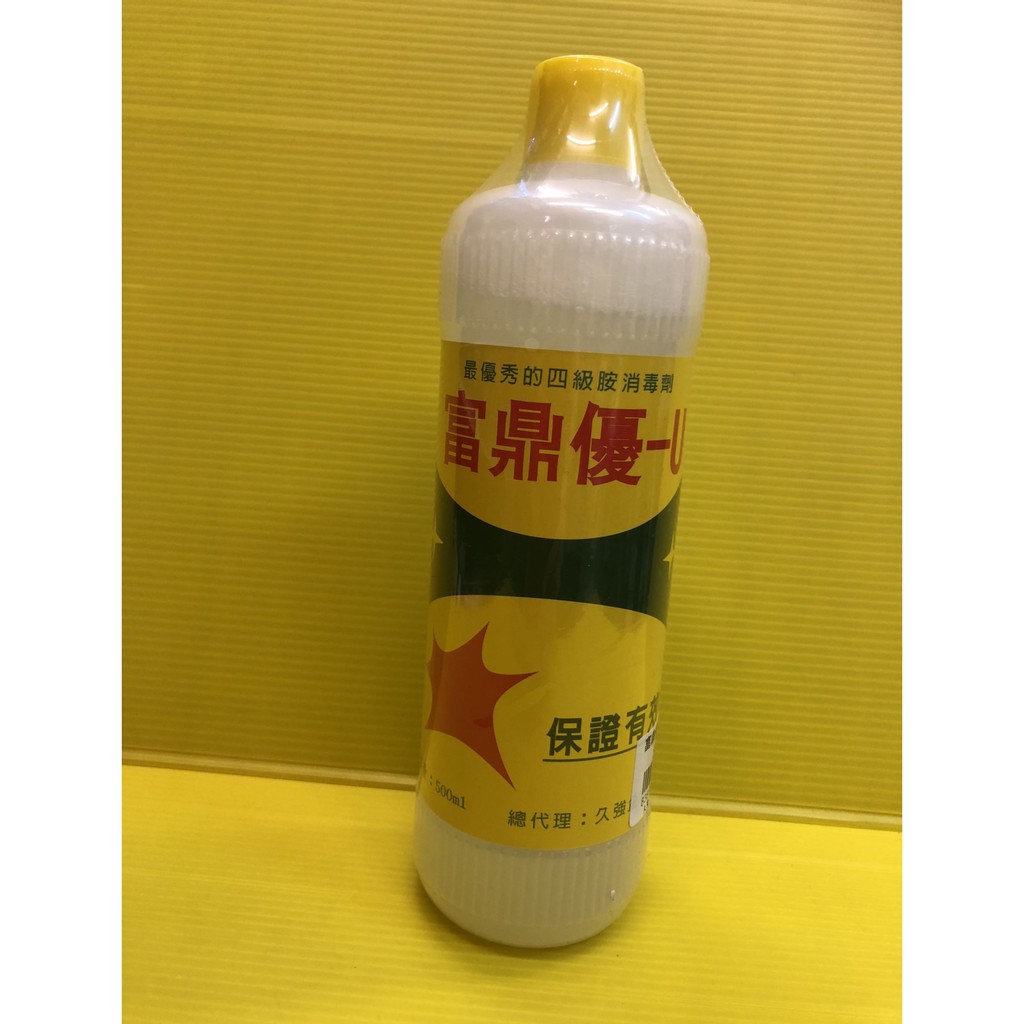 最優秀的四級胺消毒劑
富鼎優-U
保證有效
:500ml
總代理:久強